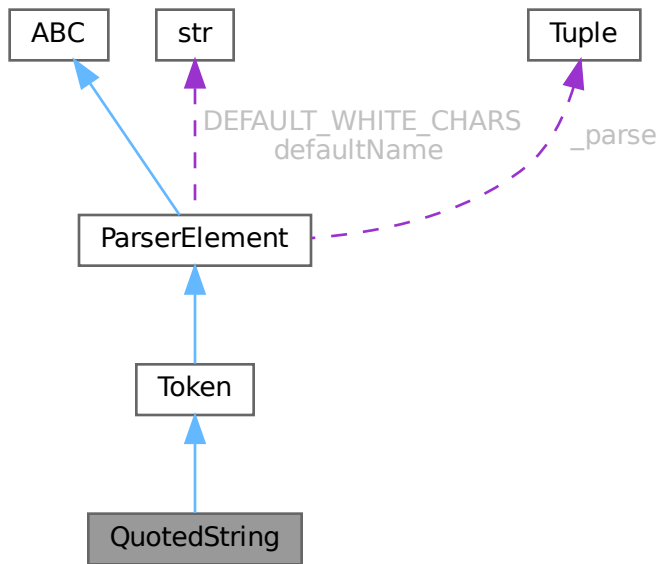 ABC
str
Tuple
DEFAULT_WHITE_CHARS
defaultName
_parse
ParserElement
Token
QuotedString